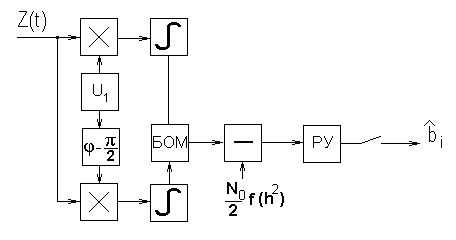 Z(t)
×
∫
U₁
φ-π/2
БОМ
−
РУ
b̂ᵢ
N₀/2 f(h²)
×
∫